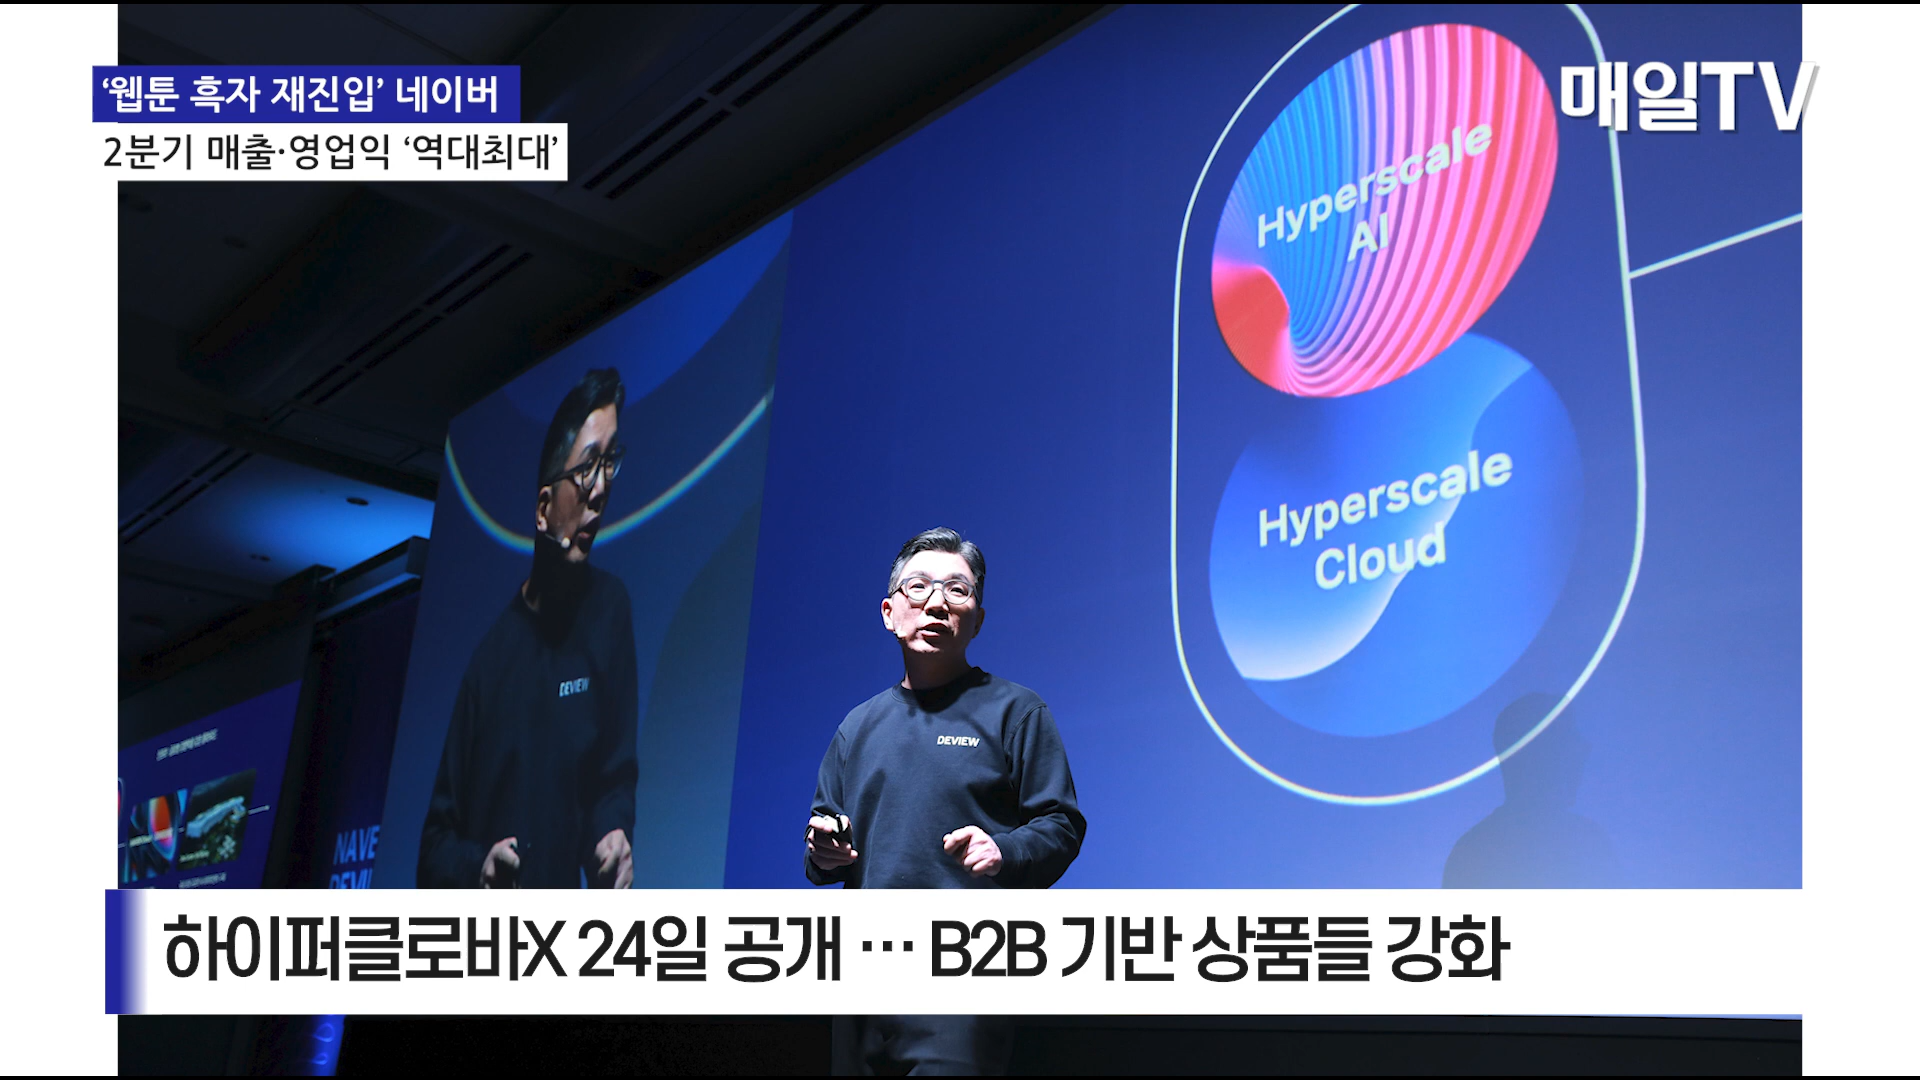 ‘웹툰 흑자 재진입’ 네이버
2분기 매출·영업익 ‘역대최대’
매일TV
Hyperscale
AI
Hyperscale
Cloud
DEVIEW
DEVIEW
NAVE
DEVI
하이퍼클로바X 24일 공개 … B2B 기반 상품들 강화